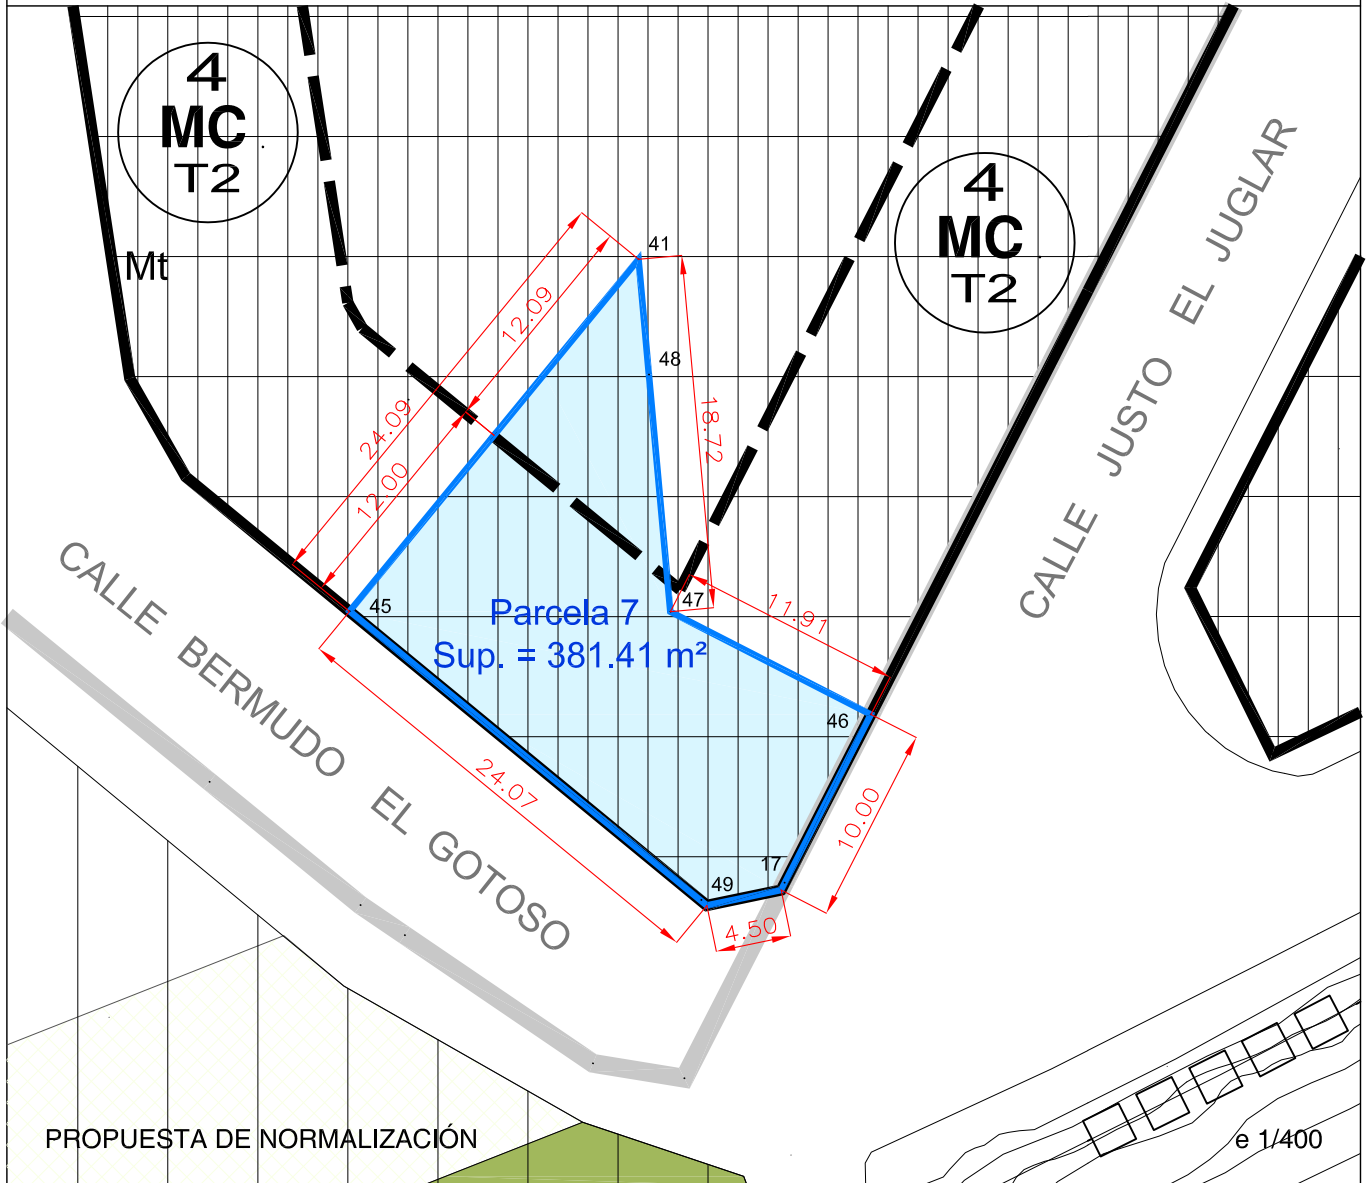 4
MC
T2
4
MC
T2
Mt
CALLE JUSTO EL JUGLAR
41
12.09
48
24.09
18.72
12.00
45
47
11.91
Parcela 7
Sup. = 381.41 m²
CALLE BERMUDO EL GOTOSO
46
24.07
10.00
17
49
4.50
PROPUESTA DE NORMALIZACIÓN
e 1/400